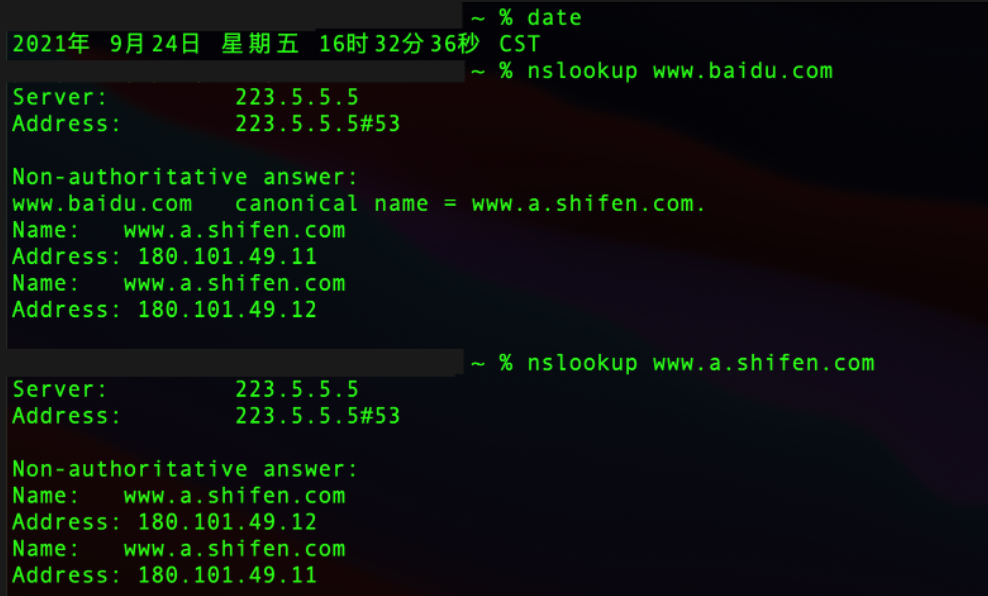 ~ % date
2021年 9月24日 星期五 16时32分36秒 CST
~ % nslookup www.baidu.com
Server: 223.5.5.5
Address: 223.5.5.5#53
Non-authoritative answer:
www.baidu.com canonical name = www.a.shifen.com.
Name: www.a.shifen.com
Address: 180.101.49.11
Name: www.a.shifen.com
Address: 180.101.49.12
~ % nslookup www.a.shifen.com
Server: 223.5.5.5
Address: 223.5.5.5#53
Non-authoritative answer:
Name: www.a.shifen.com
Address: 180.101.49.12
Name: www.a.shifen.com
Address: 180.101.49.11